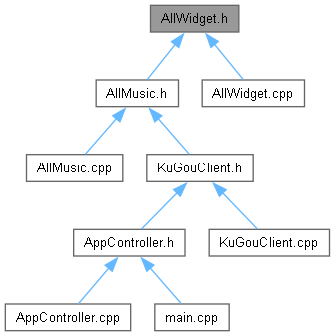 AllWidget.h
AllMusic.h
AllWidget.cpp
AllMusic.cpp
KuGouClient.h
AppController.h
KuGouClient.cpp
AppController.cpp
main.cpp